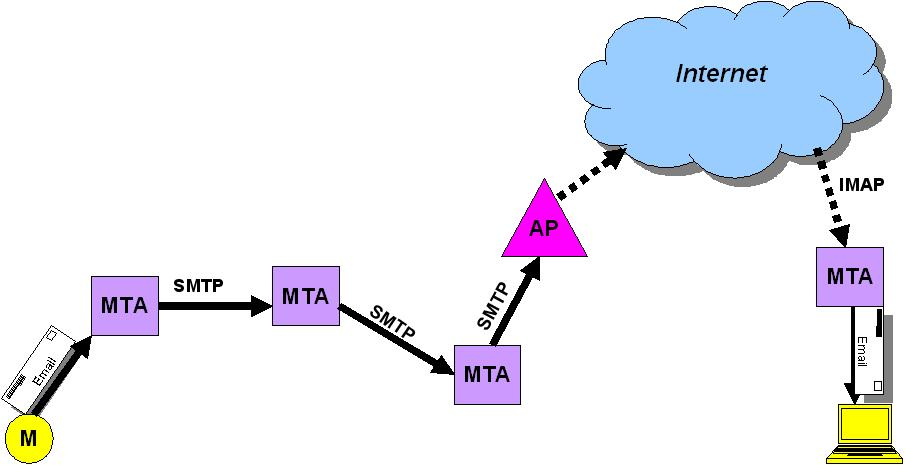 Internet
IMAP
AP
MTA
SMTP
MTA
SMTP
MTA
SMTP
MTA
Email
Email
M